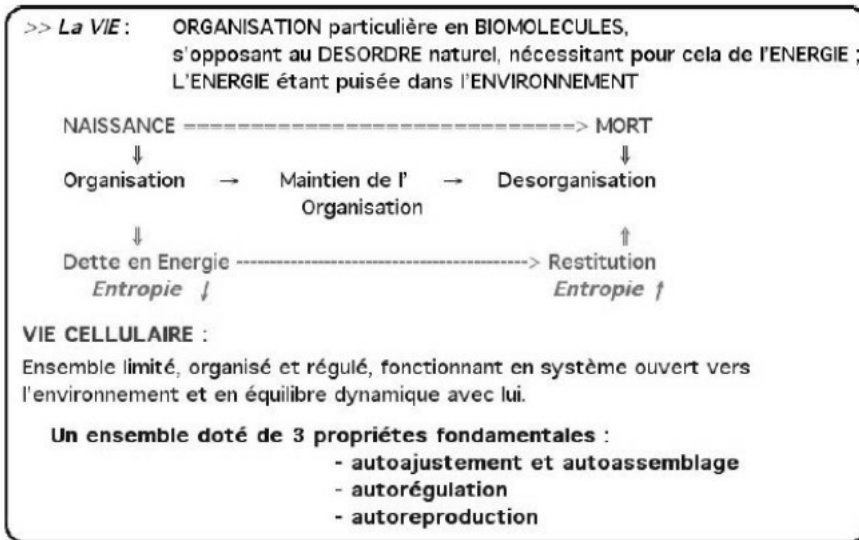 >> La VIE : ORGANISATION particulière en BIOMOLECULES,
s'opposant au DESORDRE naturel, nécessitant pour cela de l'ENERGIE ;
L'ENERGIE étant puisée dans l'ENVIRONNEMENT
NAISSANCE ============================> MORT
⇓ ⇓
Organisation → Maintien de l' → Desorganisation
Organisation
⇓ ⇑
Dette en Energie ----------------------------------------> Restitution
Entropie ↓ Entropie ↑
VIE CELLULAIRE :
Ensemble limité, organisé et régulé, fonctionnant en système ouvert vers
l'environnement et en équilibre dynamique avec lui.
Un ensemble doté de 3 propriétes fondamentales :
- autoajustement et autoassemblage
- autorégulation
- autoreproduction